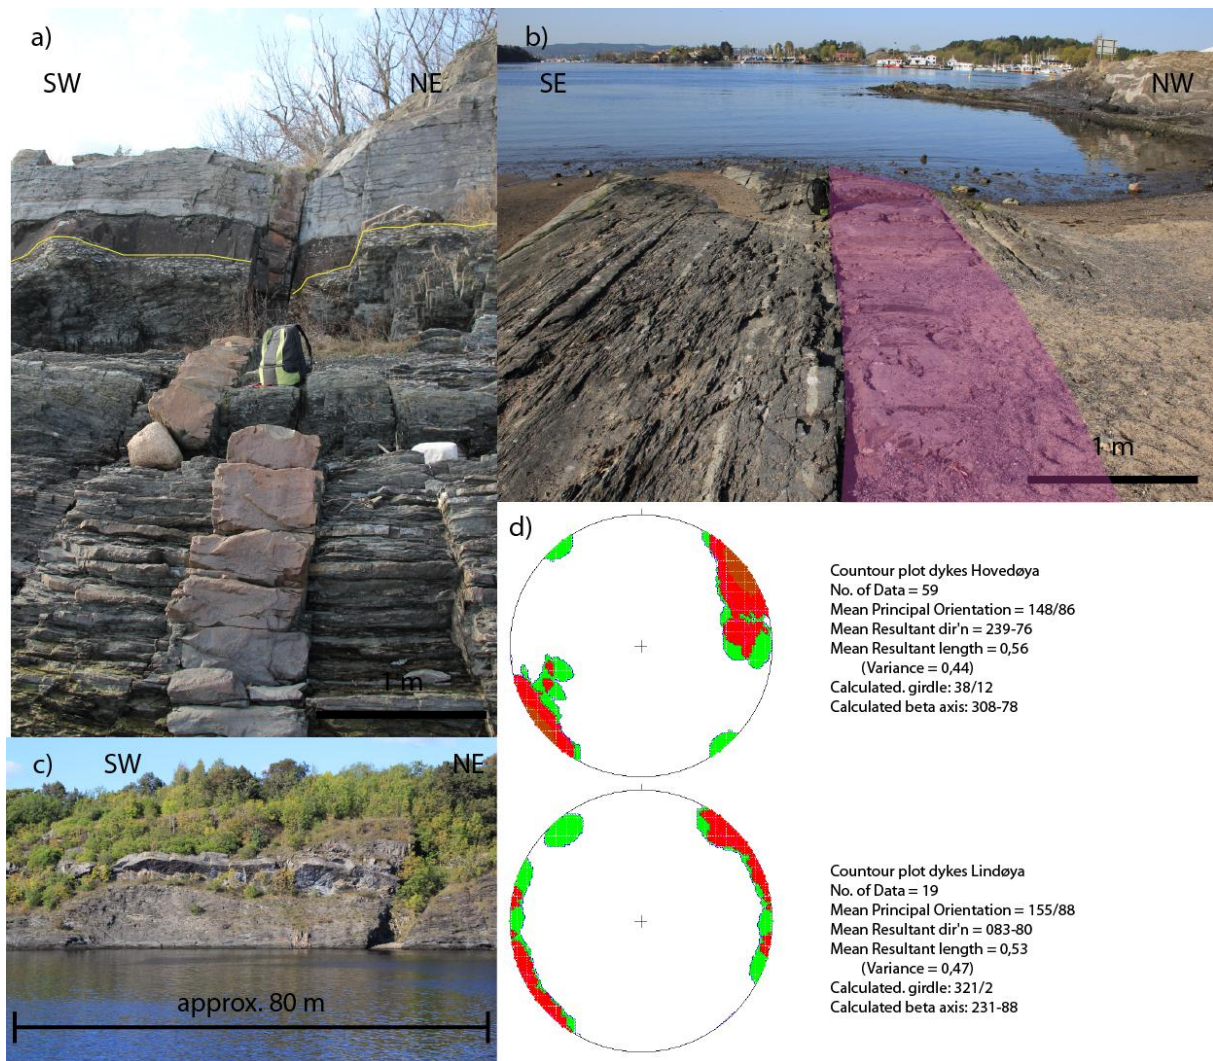 a)
SW
NE
1 m
b)
SE
NW
1 m
c)
SW
NE
approx. 80 m
d)
Countour plot dykes Hovedøya
No. of Data = 59
Mean Principal Orientation = 148/86
Mean Resultant dir'n = 239-76
Mean Resultant length = 0,56
(Variance = 0,44)
Calculated. girdle: 38/12
Calculated beta axis: 308-78
Countour plot dykes Lindøya
No. of Data = 19
Mean Principal Orientation = 155/88
Mean Resultant dir'n = 083-80
Mean Resultant length = 0,53
(Variance = 0,47)
Calculated. girdle: 321/2
Calculated beta axis: 231-88